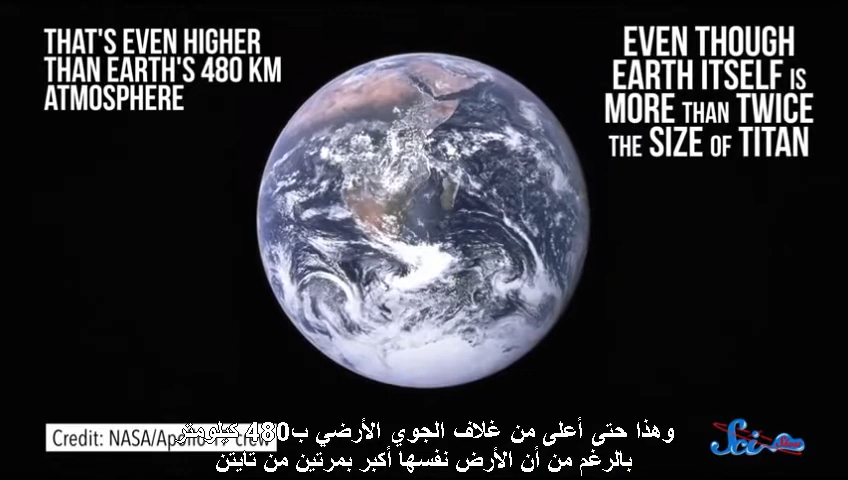 THAT'S EVEN HIGHER
THAN EARTH'S 480 KM
ATMOSPHERE
EVEN THOUGH
EARTH ITSELF IS
MORE THAN TWICE
THE SIZE OF TITAN
Credit: NASA/Apollo crew
وهذا حتى أعلى من غلاف الجوي الأرضي ب480 كيلومتر
بالرغم من أن الأرض نفسها أكبر بمرتين من تايتن
Sci